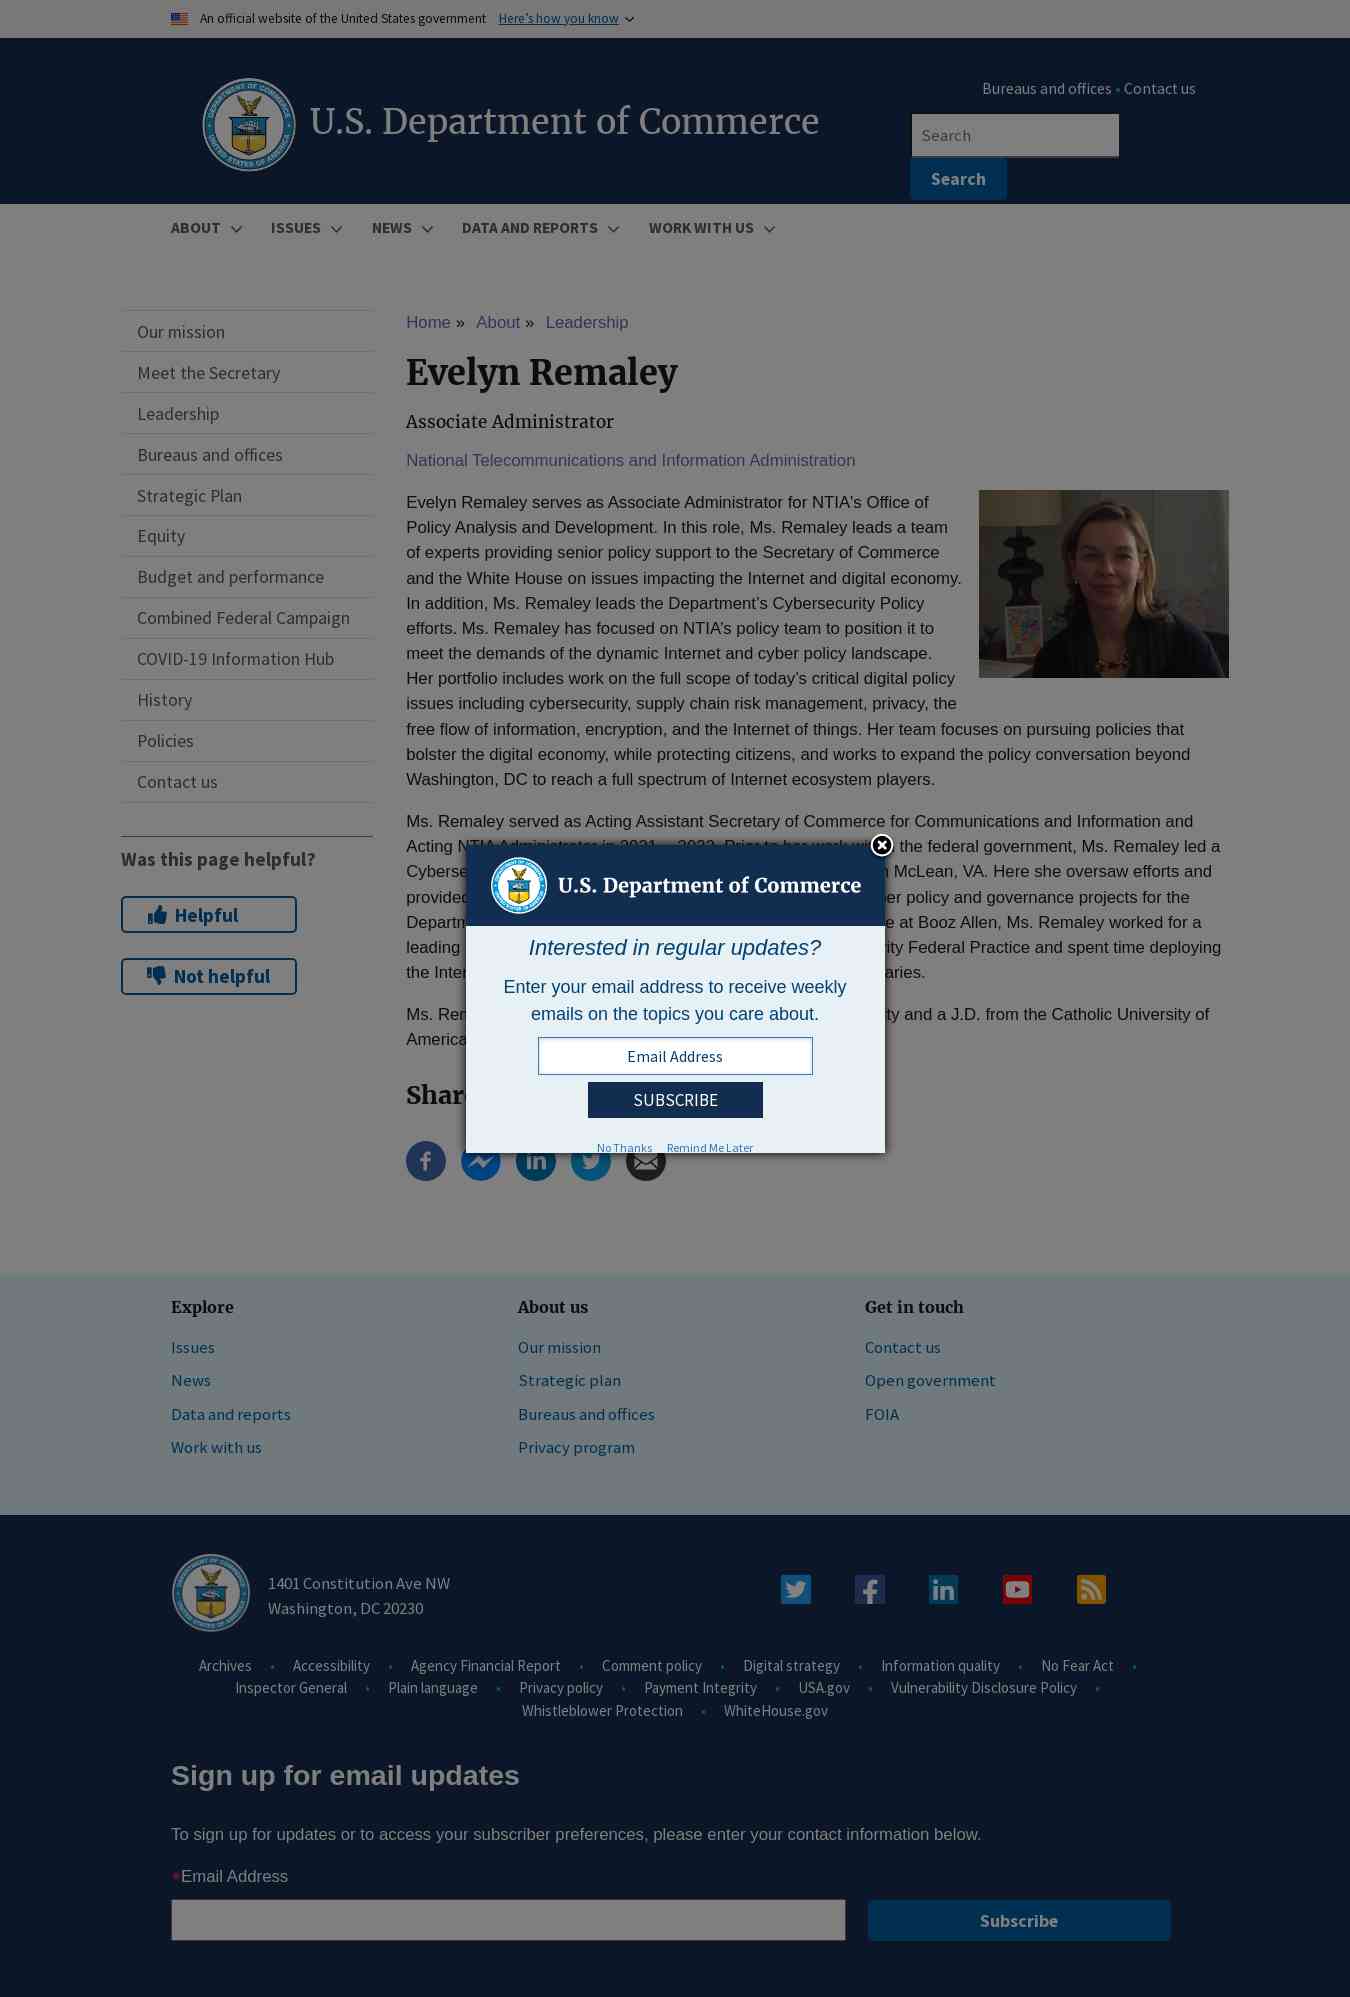 An official website of the United States government Here's how you know
Bureaus and offices • Contact us
U.S. Department of Commerce
Search
Search
ABOUT ISSUES NEWS DATA AND REPORTS WORK WITH US
Our mission
Meet the Secretary
Leadership
Bureaus and offices
Strategic Plan
Equity
Budget and performance
Combined Federal Campaign
COVID-19 Information Hub
History
Policies
Contact us
Was this page helpful?
Helpful
Not helpful
Home » About » Leadership
Evelyn Remaley
Associate Administrator
National Telecommunications and Information Administration
Evelyn Remaley serves as Associate Administrator for NTIA's Office of
Policy Analysis and Development. In this role, Ms. Remaley leads a team
of experts providing senior policy support to the Secretary of Commerce
and the White House on issues impacting the Internet and digital economy.
In addition, Ms. Remaley leads the Department's Cybersecurity Policy
efforts. Ms. Remaley has focused on NTIA's policy team to position it to
meet the demands of the dynamic Internet and cyber policy landscape.
Her portfolio includes work on the full scope of today's critical digital policy
issues including cybersecurity, supply chain risk management, privacy, the
free flow of information, encryption, and the Internet of things. Her team focuses on pursuing policies that
bolster the digital economy, while protecting citizens, and works to expand the policy conversation beyond
Washington, DC to reach a full spectrum of Internet ecosystem players.
Ms. Remaley served as Acting Assistant Secretary of Commerce for Communications and Information and
Acting NTIA Administrator in 2021 – 2022. Prior to her work within the federal government, Ms. Remaley led a
McLean, VA. Here she oversaw efforts and
provided policy and governance projects for the
at Booz Allen, Ms. Remaley worked for a
leading Federal Practice and spent time deploying
the
Ms. and a J.D. from the Catholic University of
America
Share
U.S. Department of Commerce
Interested in regular updates?
Enter your email address to receive weekly
emails on the topics you care about.
Email Address
SUBSCRIBE
No Thanks Remind Me Later
Explore
Issues
News
Data and reports
Work with us
About us
Our mission
Strategic plan
Bureaus and offices
Privacy program
Get in touch
Contact us
Open government
FOIA
1401 Constitution Ave NW
Washington, DC 20230
Archives • Accessibility • Agency Financial Report • Comment policy • Digital strategy • Information quality • No Fear Act •
Inspector General • Plain language • Privacy policy • Payment Integrity • USA.gov • Vulnerability Disclosure Policy •
Whistleblower Protection • WhiteHouse.gov
Sign up for email updates
To sign up for updates or to access your subscriber preferences, please enter your contact information below.
*Email Address
Subscribe